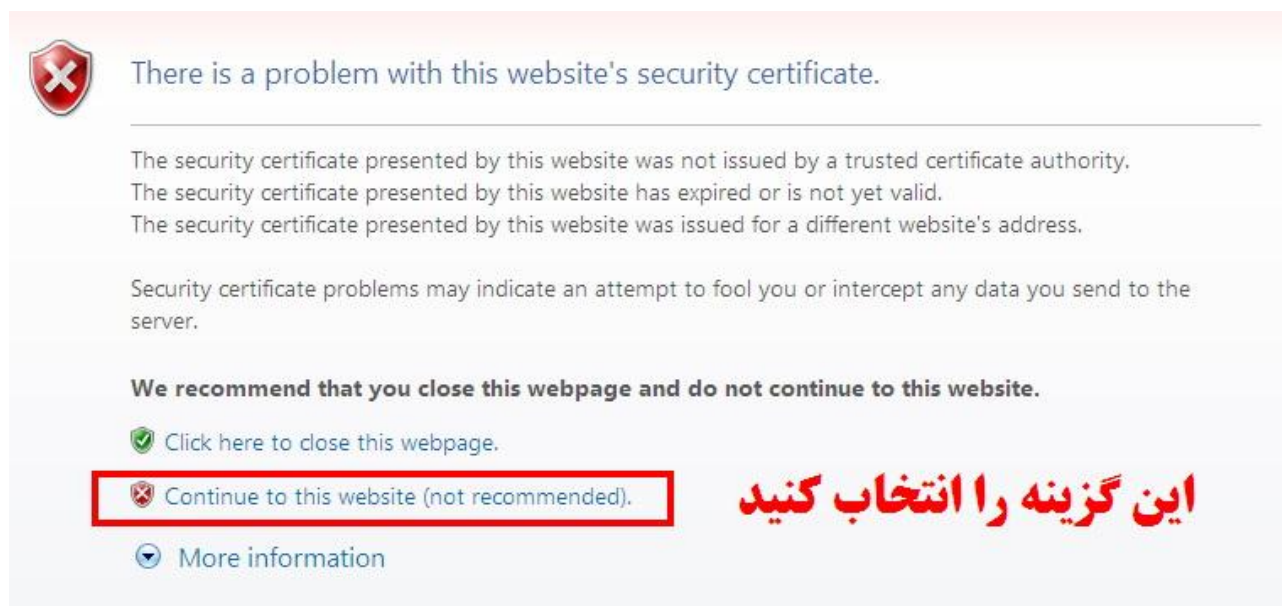 There is a problem with this website's security certificate.
The security certificate presented by this website was not issued by a trusted certificate authority.
The security certificate presented by this website has expired or is not yet valid.
The security certificate presented by this website was issued for a different website's address.
Security certificate problems may indicate an attempt to fool you or intercept any data you send to the
server.
We recommend that you close this webpage and do not continue to this website.
Click here to close this webpage.
Continue to this website (not recommended).
این گزینه را انتخاب کنید
More information